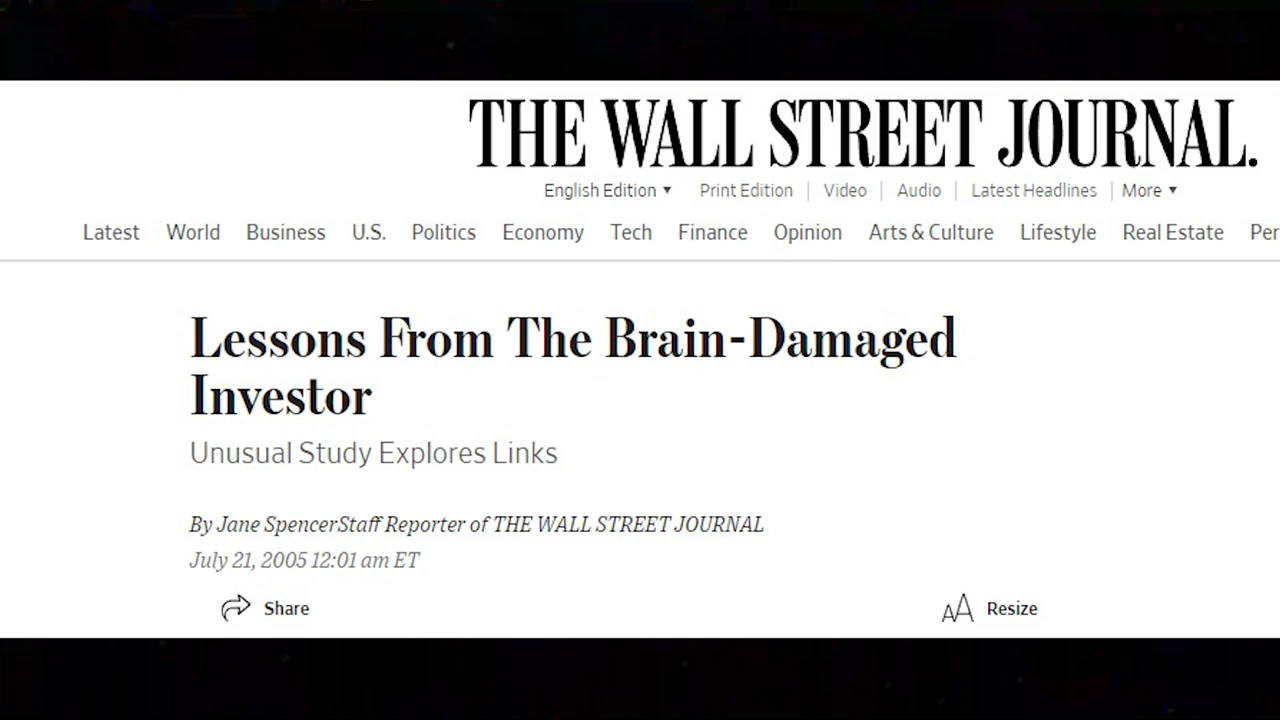 THE WALL STREET JOURNAL.
English Edition Print Edition Video Audio Latest Headlines More
Latest World Business U.S. Politics Economy Tech Finance Opinion Arts & Culture Lifestyle Real Estate Per
Lessons From The Brain-Damaged
Investor
Unusual Study Explores Links
By Jane SpencerStaff Reporter of THE WALL STREET JOURNAL
July 21, 2005 12:01 am ET
Share
AA Resize